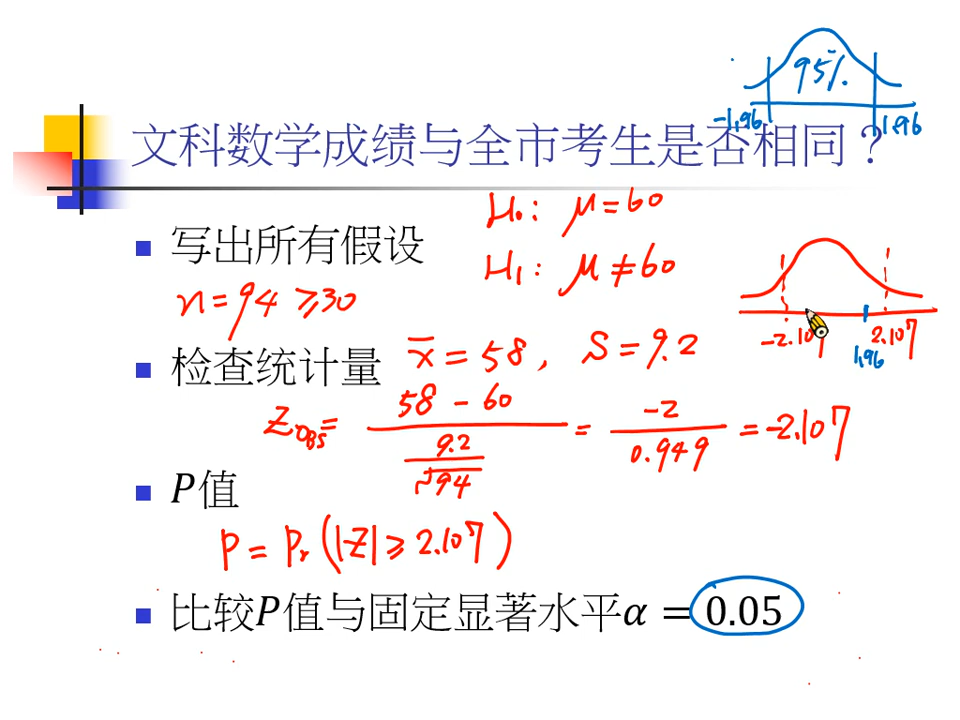 95%
-1.96 1.96
文科数学成绩与全市考生是否相同？
H₀: μ=60
写出所有假设
H₁: μ≠60
n=94 ≥30
-2.107 2.107
1.96
检查统计量 x̄=58, S=9.2
Z_OBS = (58-60)/(9.2/√94) = -2/0.949 = -2.107
P值
P = Pr(|Z|≥2.107)
比较P值与固定显著水平α = 0.05